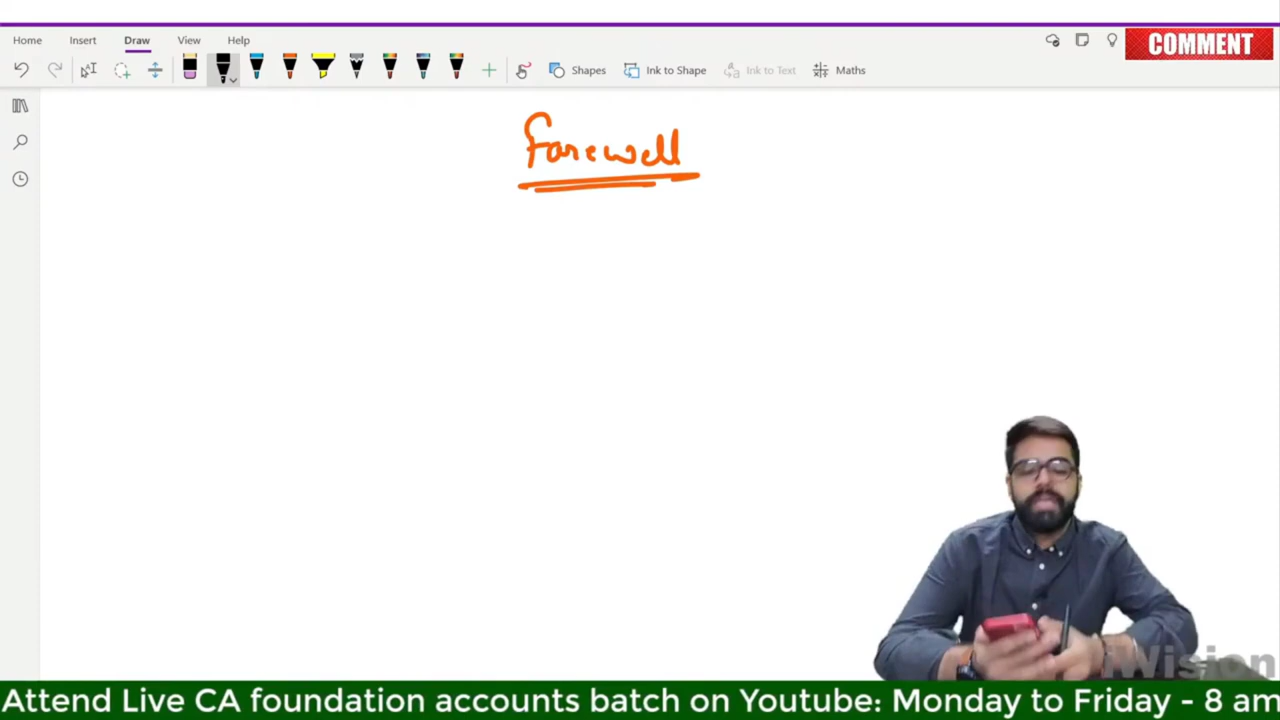 Home Insert Draw View Help
COMMENT
Shapes Ink to Shape Ink to Text Maths
Farewell
iWision
Attend Live CA foundation accounts batch on Youtube: Monday to Friday - 8 am